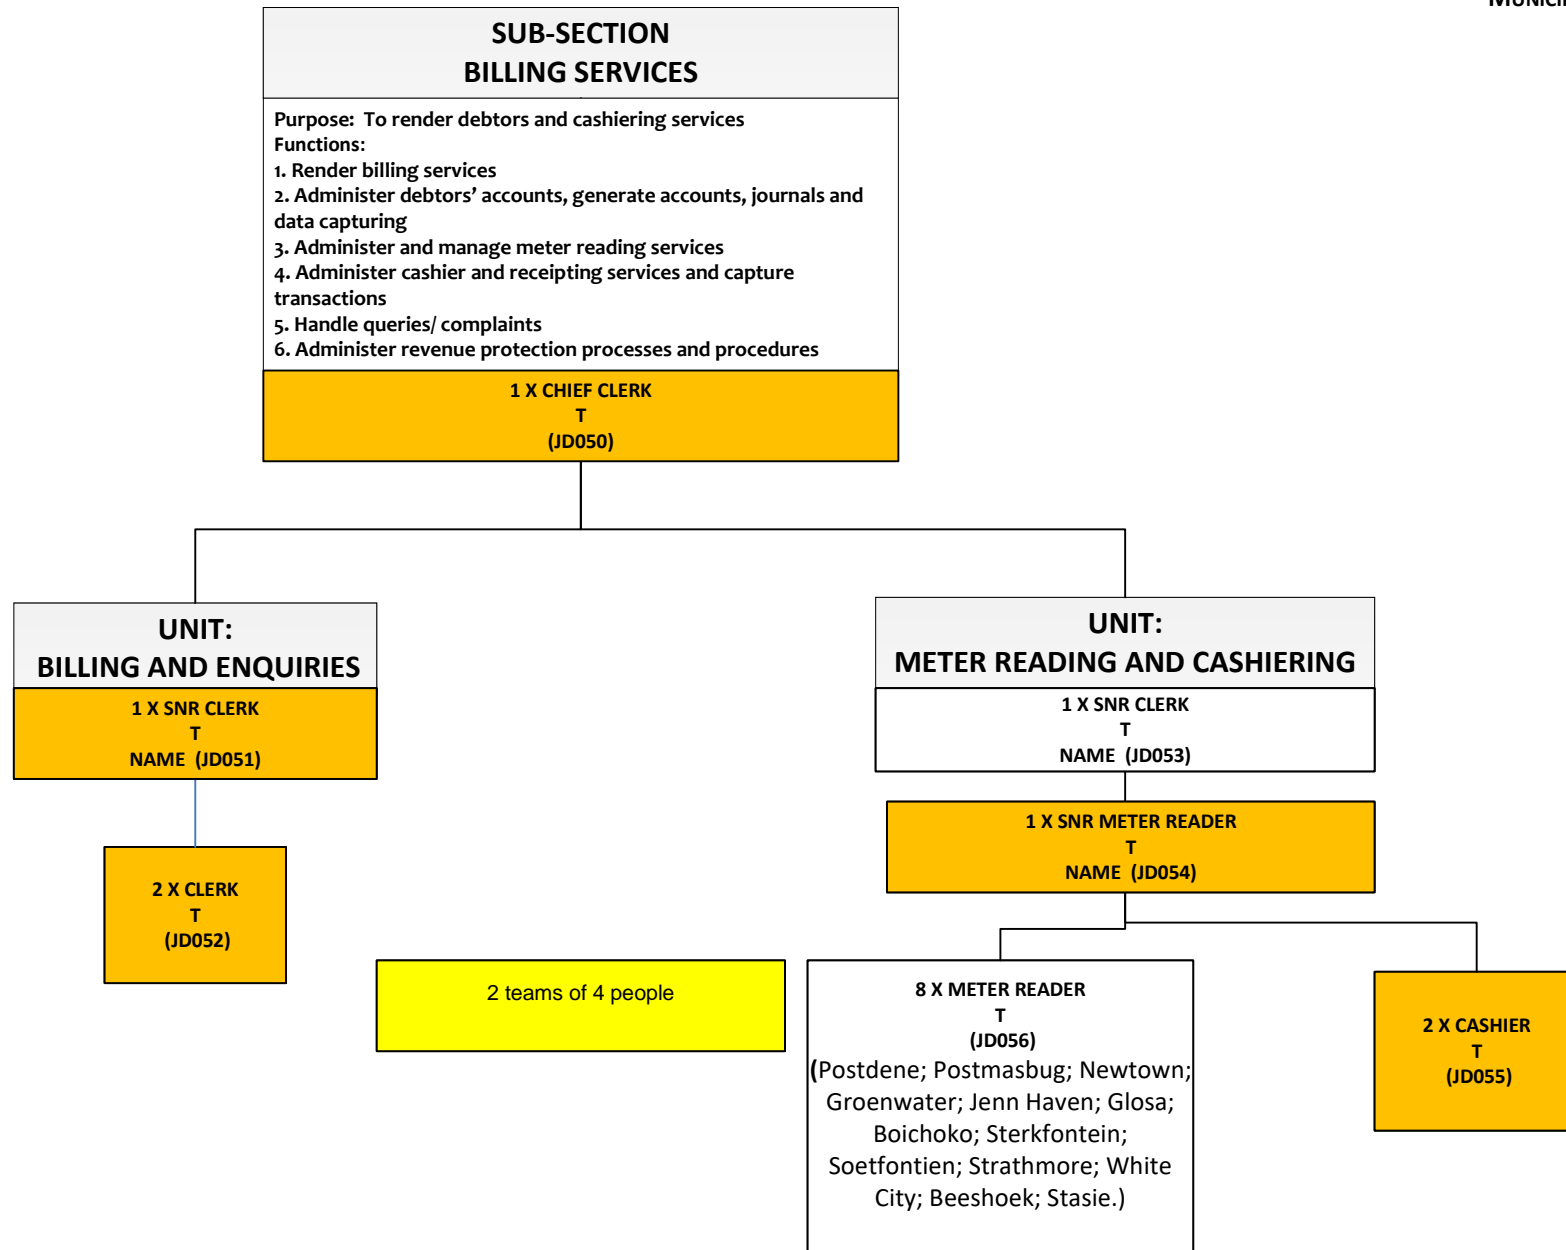 MUNICI
SUB-SECTION
BILLING SERVICES
Purpose: To render debtors and cashiering services
Functions:
1. Render billing services
2. Administer debtors’ accounts, generate accounts, journals and
data capturing
3. Administer and manage meter reading services
4. Administer cashier and receipting services and capture
transactions
5. Handle queries/ complaints
6. Administer revenue protection processes and procedures
1 X CHIEF CLERK
T
(JD050)
UNIT:
BILLING AND ENQUIRIES
1 X SNR CLERK
T
NAME (JD051)
2 X CLERK
T
(JD052)
UNIT:
METER READING AND CASHIERING
1 X SNR CLERK
T
NAME (JD053)
1 X SNR METER READER
T
NAME (JD054)
2 teams of 4 people
8 X METER READER
T
(JD056)
(Postdene; Postmasbug; Newtown;
Groenwater; Jenn Haven; Glosa;
Boichoko; Sterkfontein;
Soetfontien; Strathmore; White
City; Beeshoek; Stasie.)
2 X CASHIER
T
(JD055)